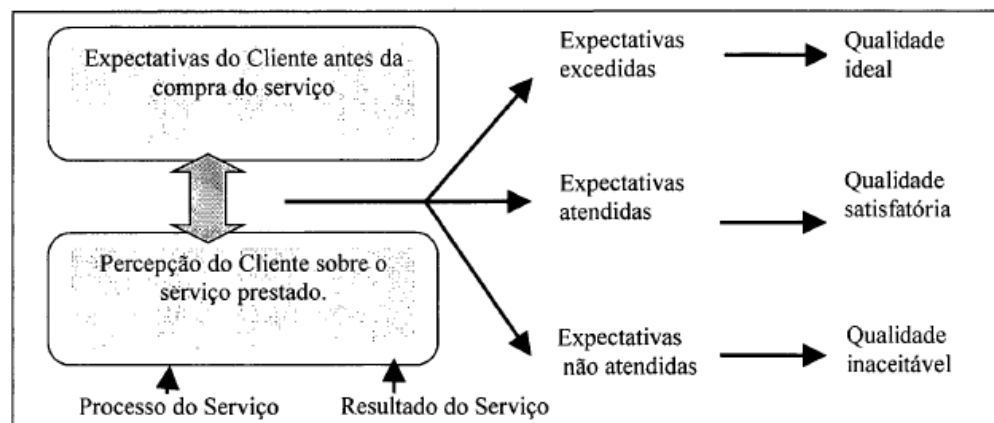 Expectativas do Cliente antes da
compra do serviço
Percepção do Cliente sobre o
serviço prestado.
Processo do Serviço
Resultado do Serviço
Expectativas
excedidas
Qualidade
ideal
Expectativas
atendidas
Qualidade
satisfatória
Expectativas
não atendidas
Qualidade
inaceitável